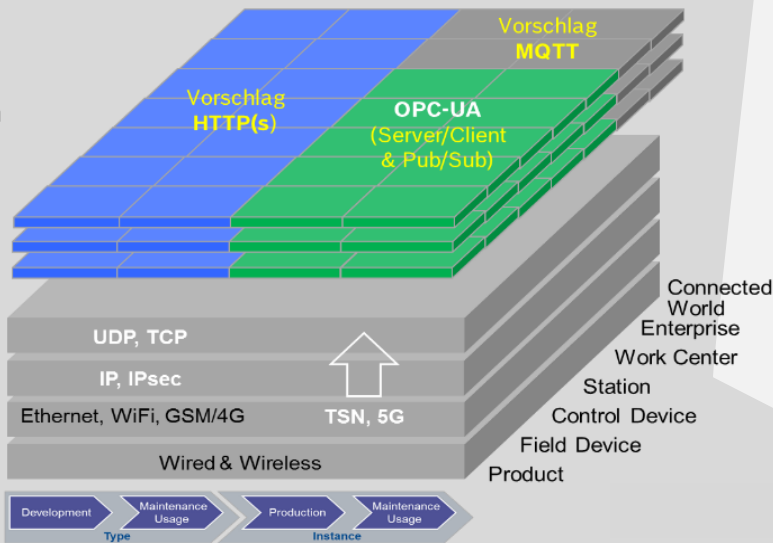 Vorschlag
MQTT
Vorschlag
HTTP(s)
OPC-UA
(Server/Client
& Pub/Sub)
UDP, TCP
IP, IPsec
Ethernet, WiFi, GSM/4G
TSN, 5G
Wired & Wireless
Connected
World
Enterprise
Work Center
Station
Control Device
Field Device
Product
Development
Maintenance
Usage
Production
Maintenance
Usage
Type
Instance